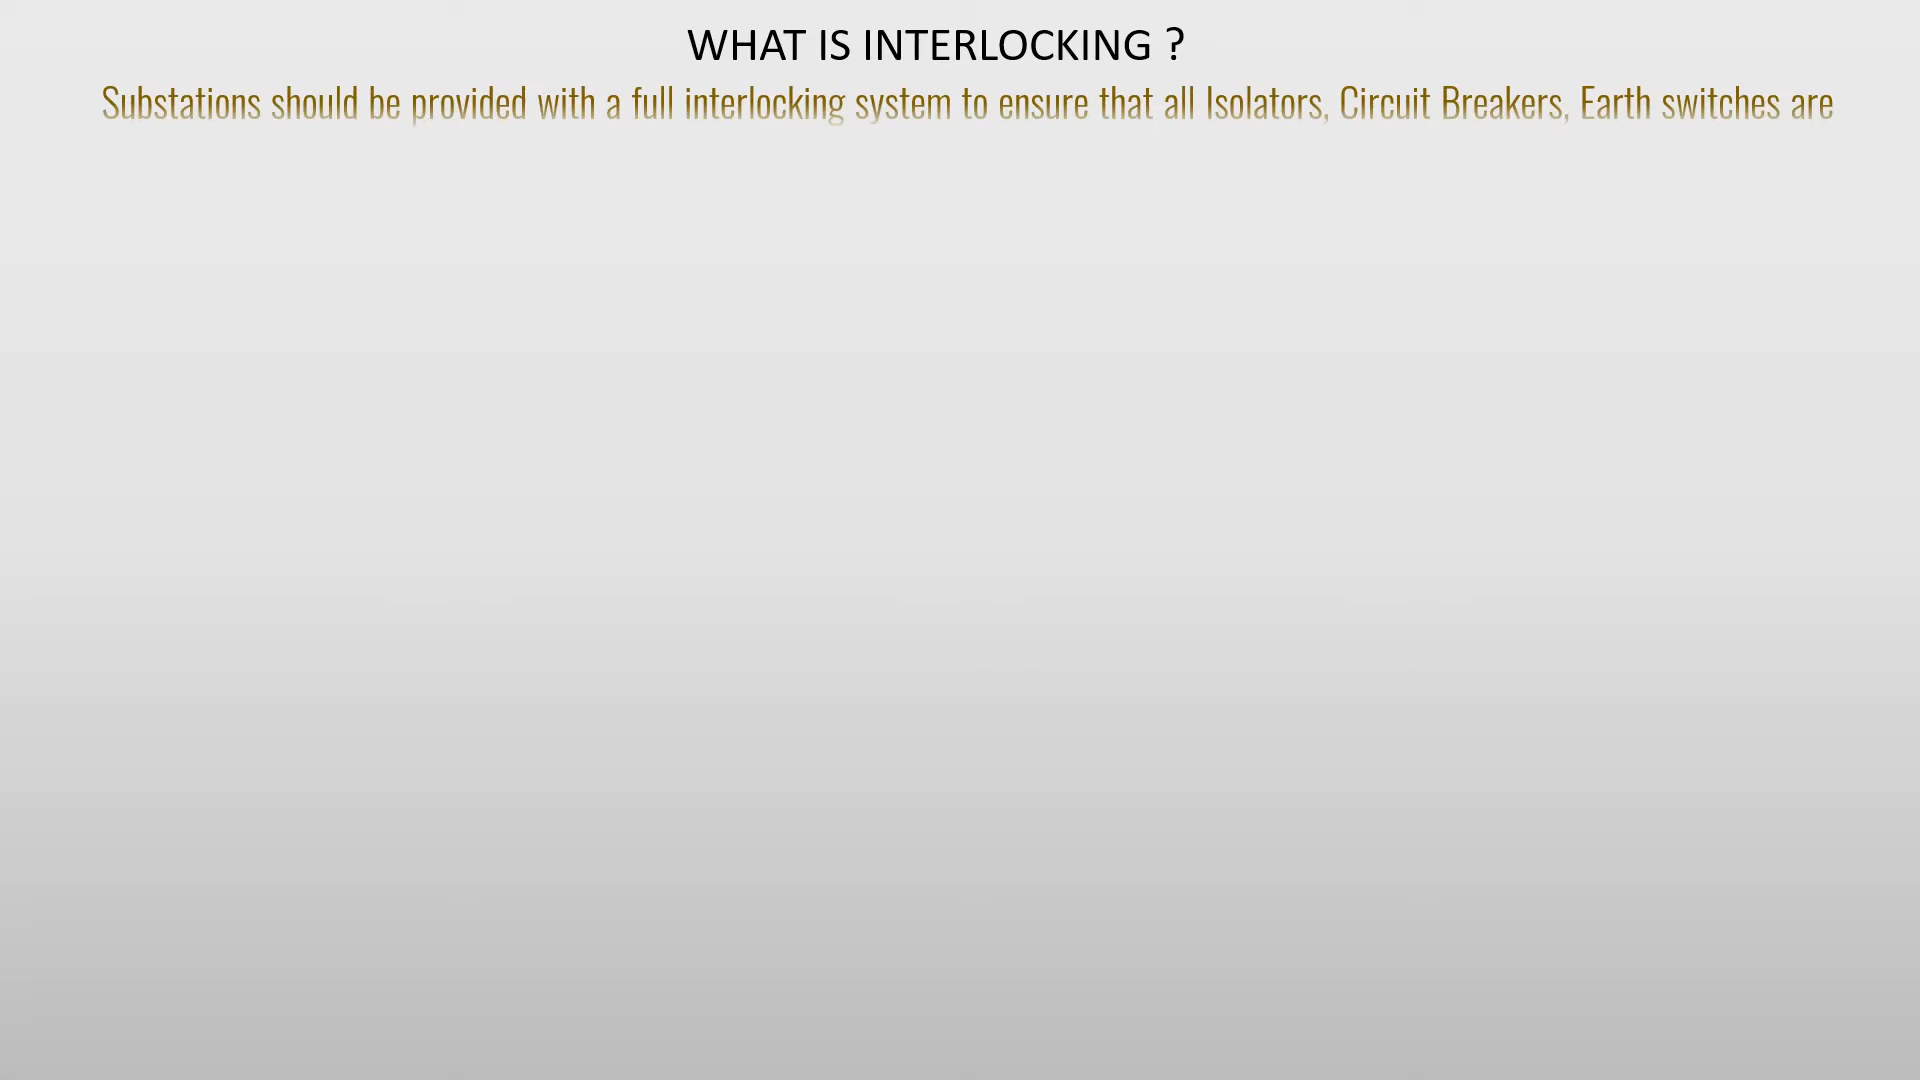 WHAT IS INTERLOCKING ?
Substations should be provided with a full interlocking system to ensure that all Isolators, Circuit Breakers, Earth switches are